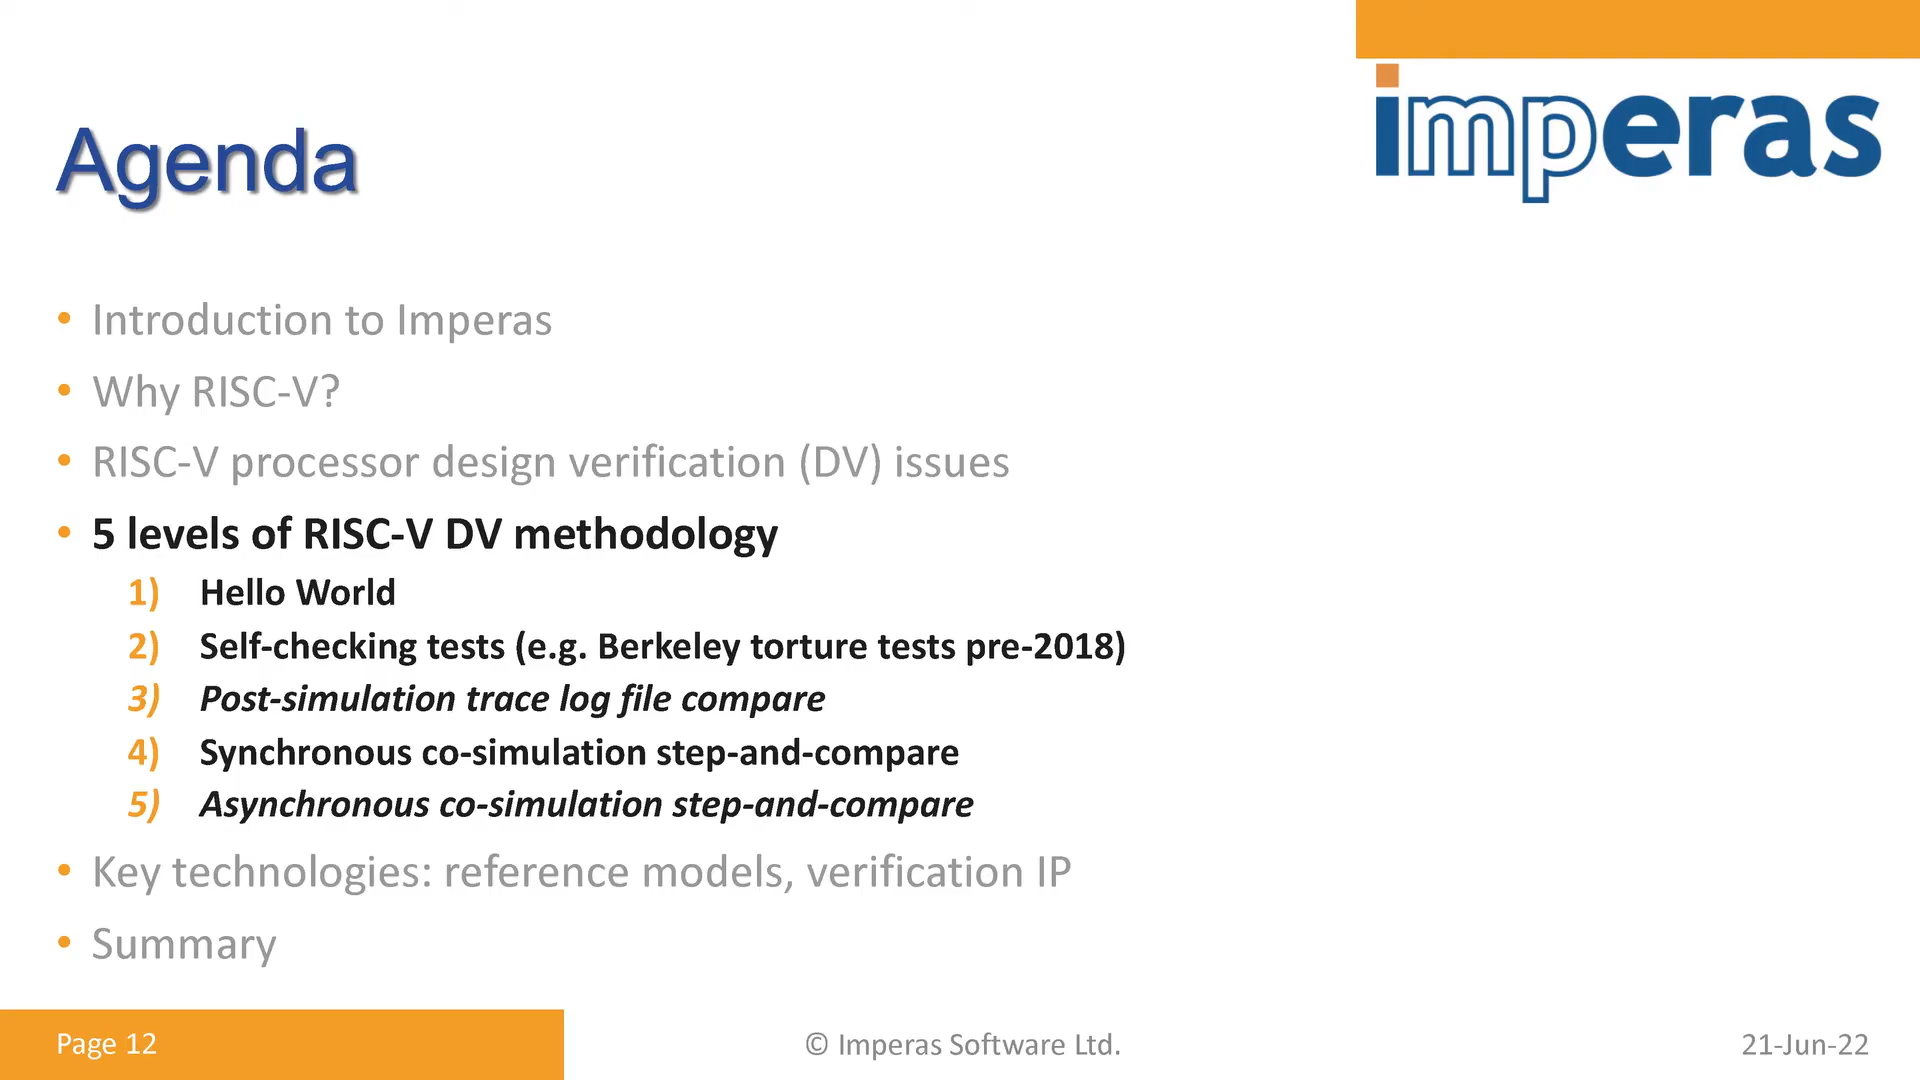 imperas
Agenda
• Introduction to Imperas
• Why RISC-V?
• RISC-V processor design verification (DV) issues
• 5 levels of RISC-V DV methodology
1) Hello World
2) Self-checking tests (e.g. Berkeley torture tests pre-2018)
3) Post-simulation trace log file compare
4) Synchronous co-simulation step-and-compare
5) Asynchronous co-simulation step-and-compare
• Key technologies: reference models, verification IP
• Summary
Page 12
© Imperas Software Ltd.
21-Jun-22